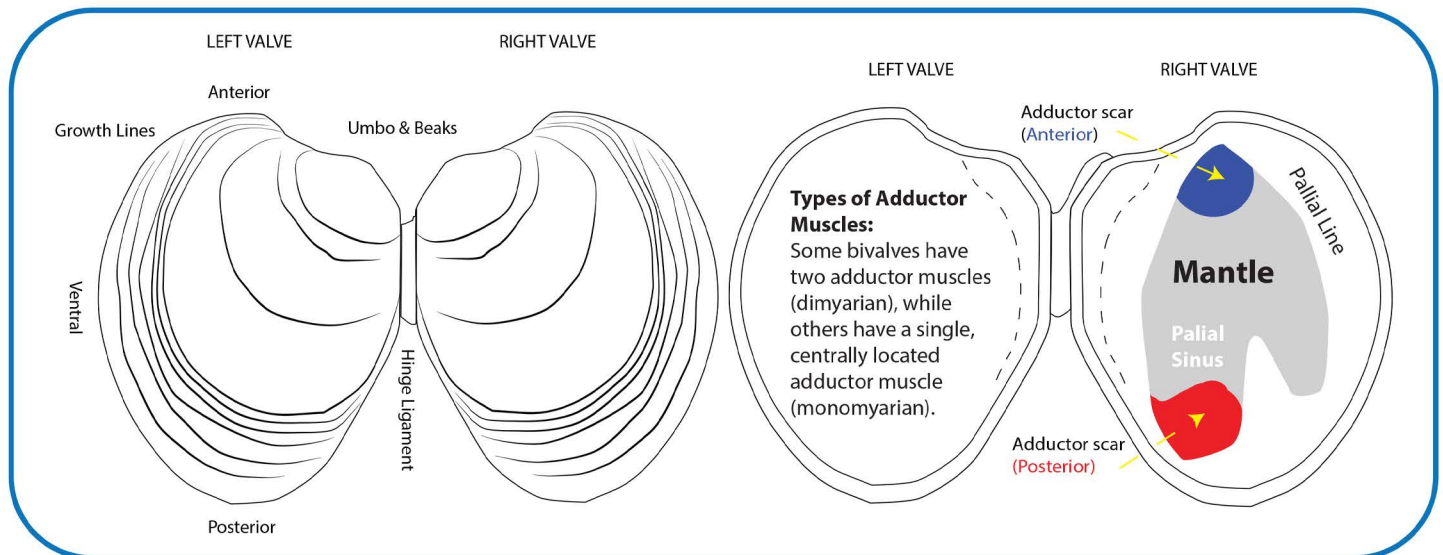 LEFT VALVE
RIGHT VALVE
Anterior
Growth Lines
Umbo & Beaks
Ventral
Hinge Ligament
Posterior
LEFT VALVE
RIGHT VALVE
Adductor scar
(Anterior)
Types of Adductor
Muscles:
Some bivalves have
two adductor muscles
(dimyarian), while
others have a single,
centrally located
adductor muscle
(monomyarian).
Pallial Line
Mantle
Palial
Sinus
Adductor scar
(Posterior)